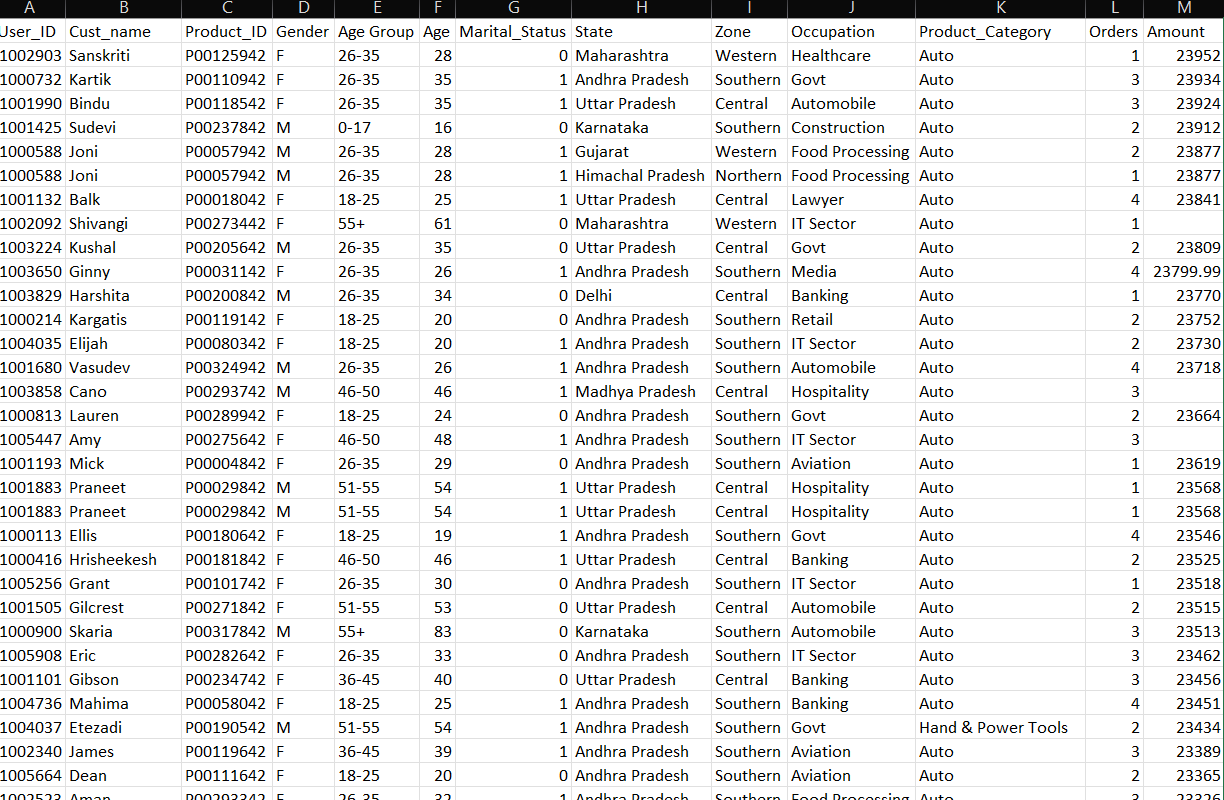 A B C D E F G H I J K L M
User_ID Cust_name Product_ID Gender Age Group Age Marital_Status State Zone Occupation Product_Category Orders Amount
1002903 Sanskriti P00125942 F 26-35 28 0 Maharashtra Western Healthcare Auto 1 23952
1000732 Kartik P00110942 F 26-35 35 1 Andhra Pradesh Southern Govt Auto 3 23934
1001990 Bindu P00118542 F 26-35 35 1 Uttar Pradesh Central Automobile Auto 3 23924
1001425 Sudevi P00237842 M 0-17 16 0 Karnataka Southern Construction Auto 2 23912
1000588 Joni P00057942 M 26-35 28 1 Gujarat Western Food Processing Auto 2 23877
1000588 Joni P00057942 M 26-35 28 1 Himachal Pradesh Northern Food Processing Auto 1 23877
1001132 Balk P00018042 F 18-25 25 1 Uttar Pradesh Central Lawyer Auto 4 23841
1002092 Shivangi P00273442 F 55+ 61 0 Maharashtra Western IT Sector Auto 1
1003224 Kushal P00205642 M 26-35 35 0 Uttar Pradesh Central Govt Auto 2 23809
1003650 Ginny P00031142 F 26-35 26 1 Andhra Pradesh Southern Media Auto 4 23799.99
1003829 Harshita P00200842 M 26-35 34 0 Delhi Central Banking Auto 1 23770
1000214 Kargatis P00119142 F 18-25 20 0 Andhra Pradesh Southern Retail Auto 2 23752
1004035 Elijah P00080342 F 18-25 20 1 Andhra Pradesh Southern IT Sector Auto 2 23730
1001680 Vasudev P00324942 M 26-35 26 1 Andhra Pradesh Southern Automobile Auto 4 23718
1003858 Cano P00293742 M 46-50 46 1 Madhya Pradesh Central Hospitality Auto 3
1000813 Lauren P00289942 F 18-25 24 0 Andhra Pradesh Southern Govt Auto 2 23664
1005447 Amy P00275642 F 46-50 48 1 Andhra Pradesh Southern IT Sector Auto 3
1001193 Mick P00004842 F 26-35 29 0 Andhra Pradesh Southern Aviation Auto 1 23619
1001883 Praneet P00029842 M 51-55 54 1 Uttar Pradesh Central Hospitality Auto 1 23568
1001883 Praneet P00029842 M 51-55 54 1 Uttar Pradesh Central Hospitality Auto 1 23568
1000113 Ellis P00180642 F 18-25 19 1 Andhra Pradesh Southern Govt Auto 4 23546
1000416 Hrisheekesh P00181842 F 46-50 46 1 Uttar Pradesh Central Banking Auto 2 23525
1005256 Grant P00101742 F 26-35 30 0 Andhra Pradesh Southern IT Sector Auto 1 23518
1001505 Gilcrest P00271842 F 51-55 53 0 Uttar Pradesh Central Automobile Auto 2 23515
1000900 Skaria P00317842 M 55+ 83 0 Karnataka Southern Automobile Auto 3 23513
1005908 Eric P00282642 F 26-35 33 0 Andhra Pradesh Southern IT Sector Auto 3 23462
1001101 Gibson P00234742 F 36-45 40 0 Uttar Pradesh Central Banking Auto 3 23456
1004736 Mahima P00058042 F 18-25 25 1 Andhra Pradesh Southern Banking Auto 4 23451
1004037 Etezadi P00190542 M 51-55 54 1 Andhra Pradesh Southern Govt Hand & Power Tools 2 23434
1002340 James P00119642 F 36-45 39 1 Andhra Pradesh Southern Aviation Auto 3 23389
1005664 Dean P00111642 F 18-25 20 0 Andhra Pradesh Southern Aviation Auto 2 23365
Aman F 26-35 32 1 Andhra Pradesh Southern Food Processing Auto